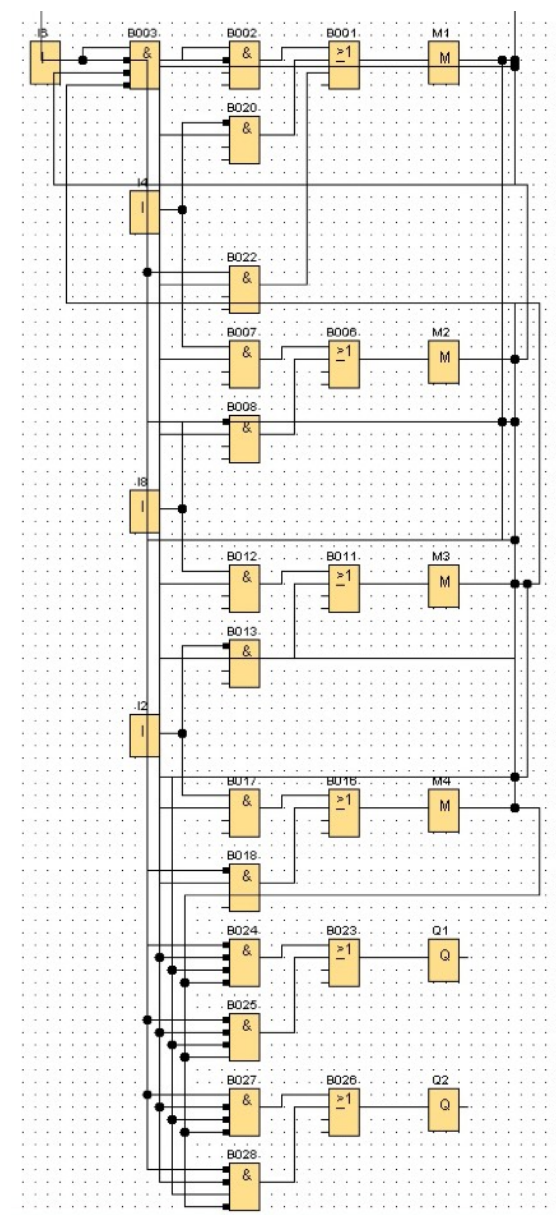 I5 B003 B002 B001 M1
I & & >1 M
B020
&
I4
I
B022
&
B007 B006 M2
& >1 M
B008
&
I8
I
B012 B011 M3
& >1 M
B013
&
I2
I
B017 B016 M4
& >1 M
B018
&
B024 B023 Q1
& >1 Q
B025
&
B027 B026 Q2
& >1 Q
B028
&